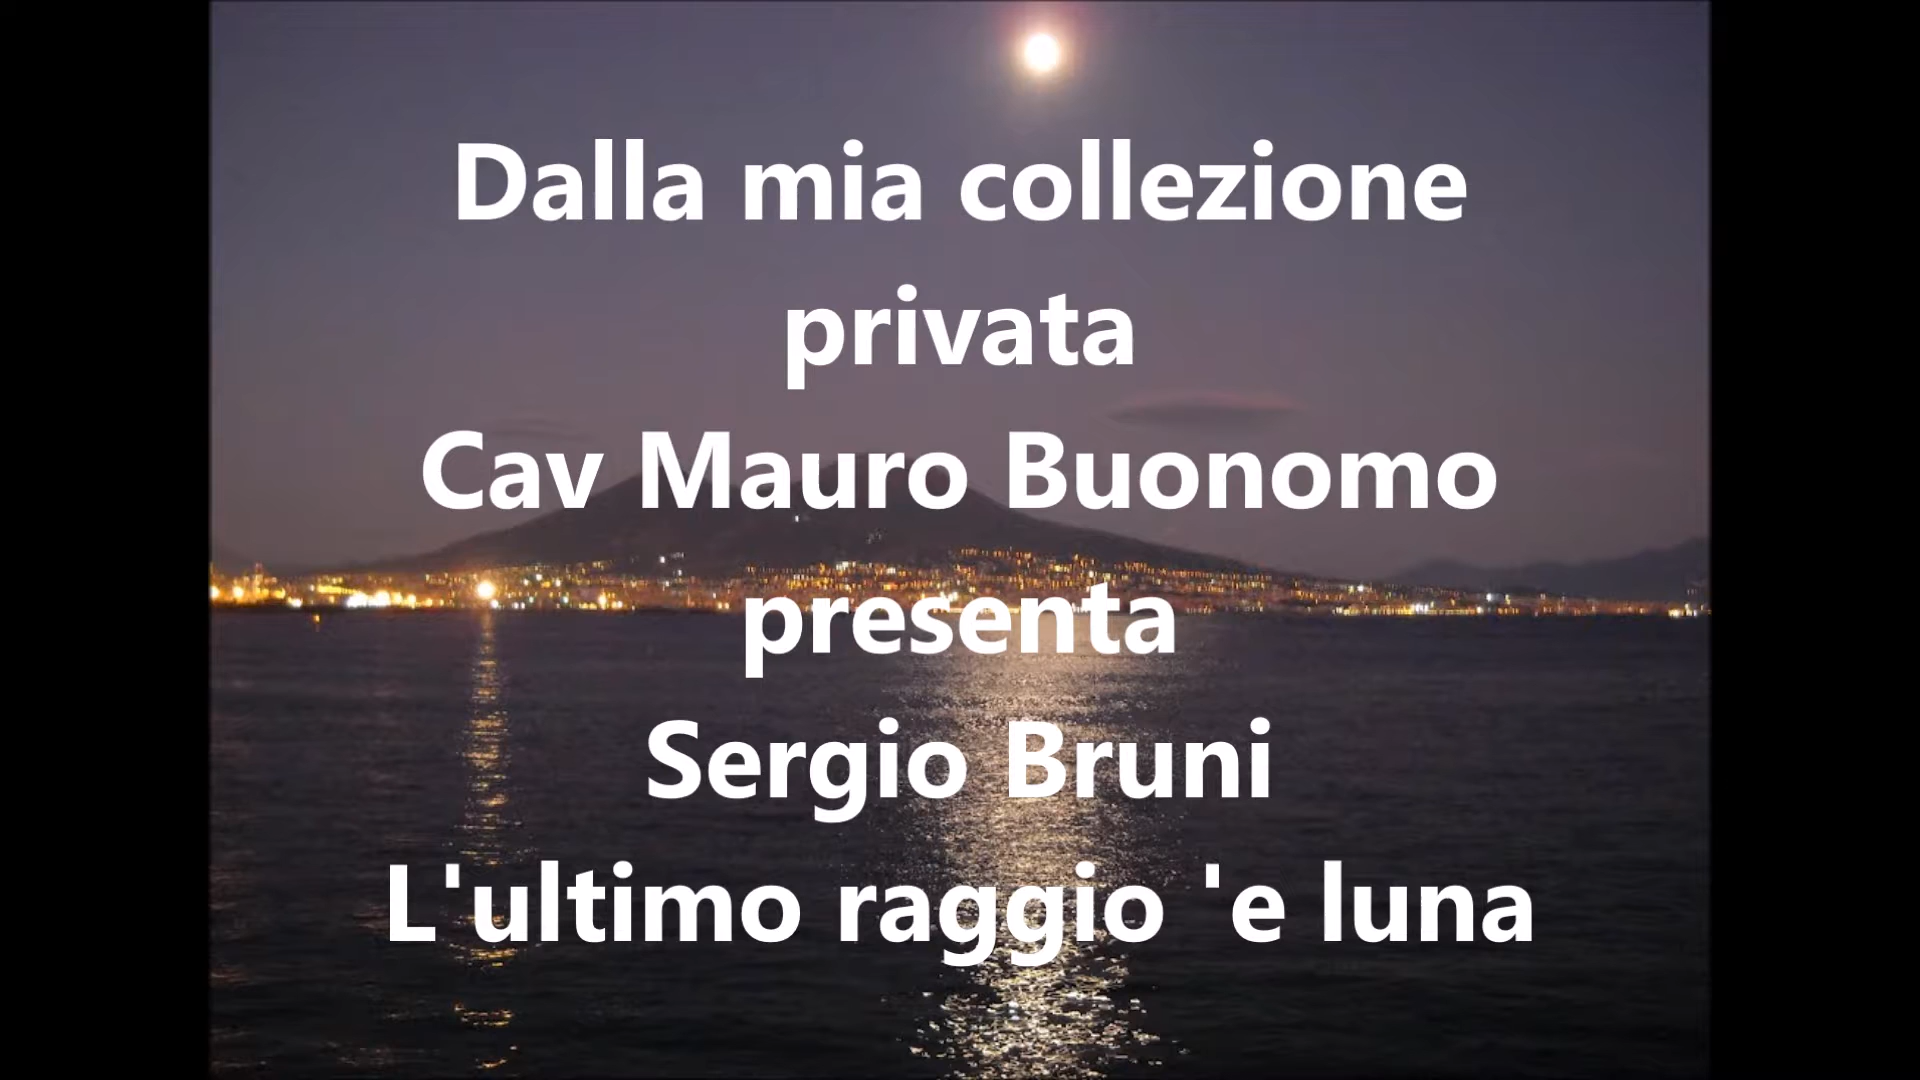 Dalla mia collezione
privata
Cav Mauro Buonomo
presenta
Sergio Bruni
L'ultimo raggio 'e luna